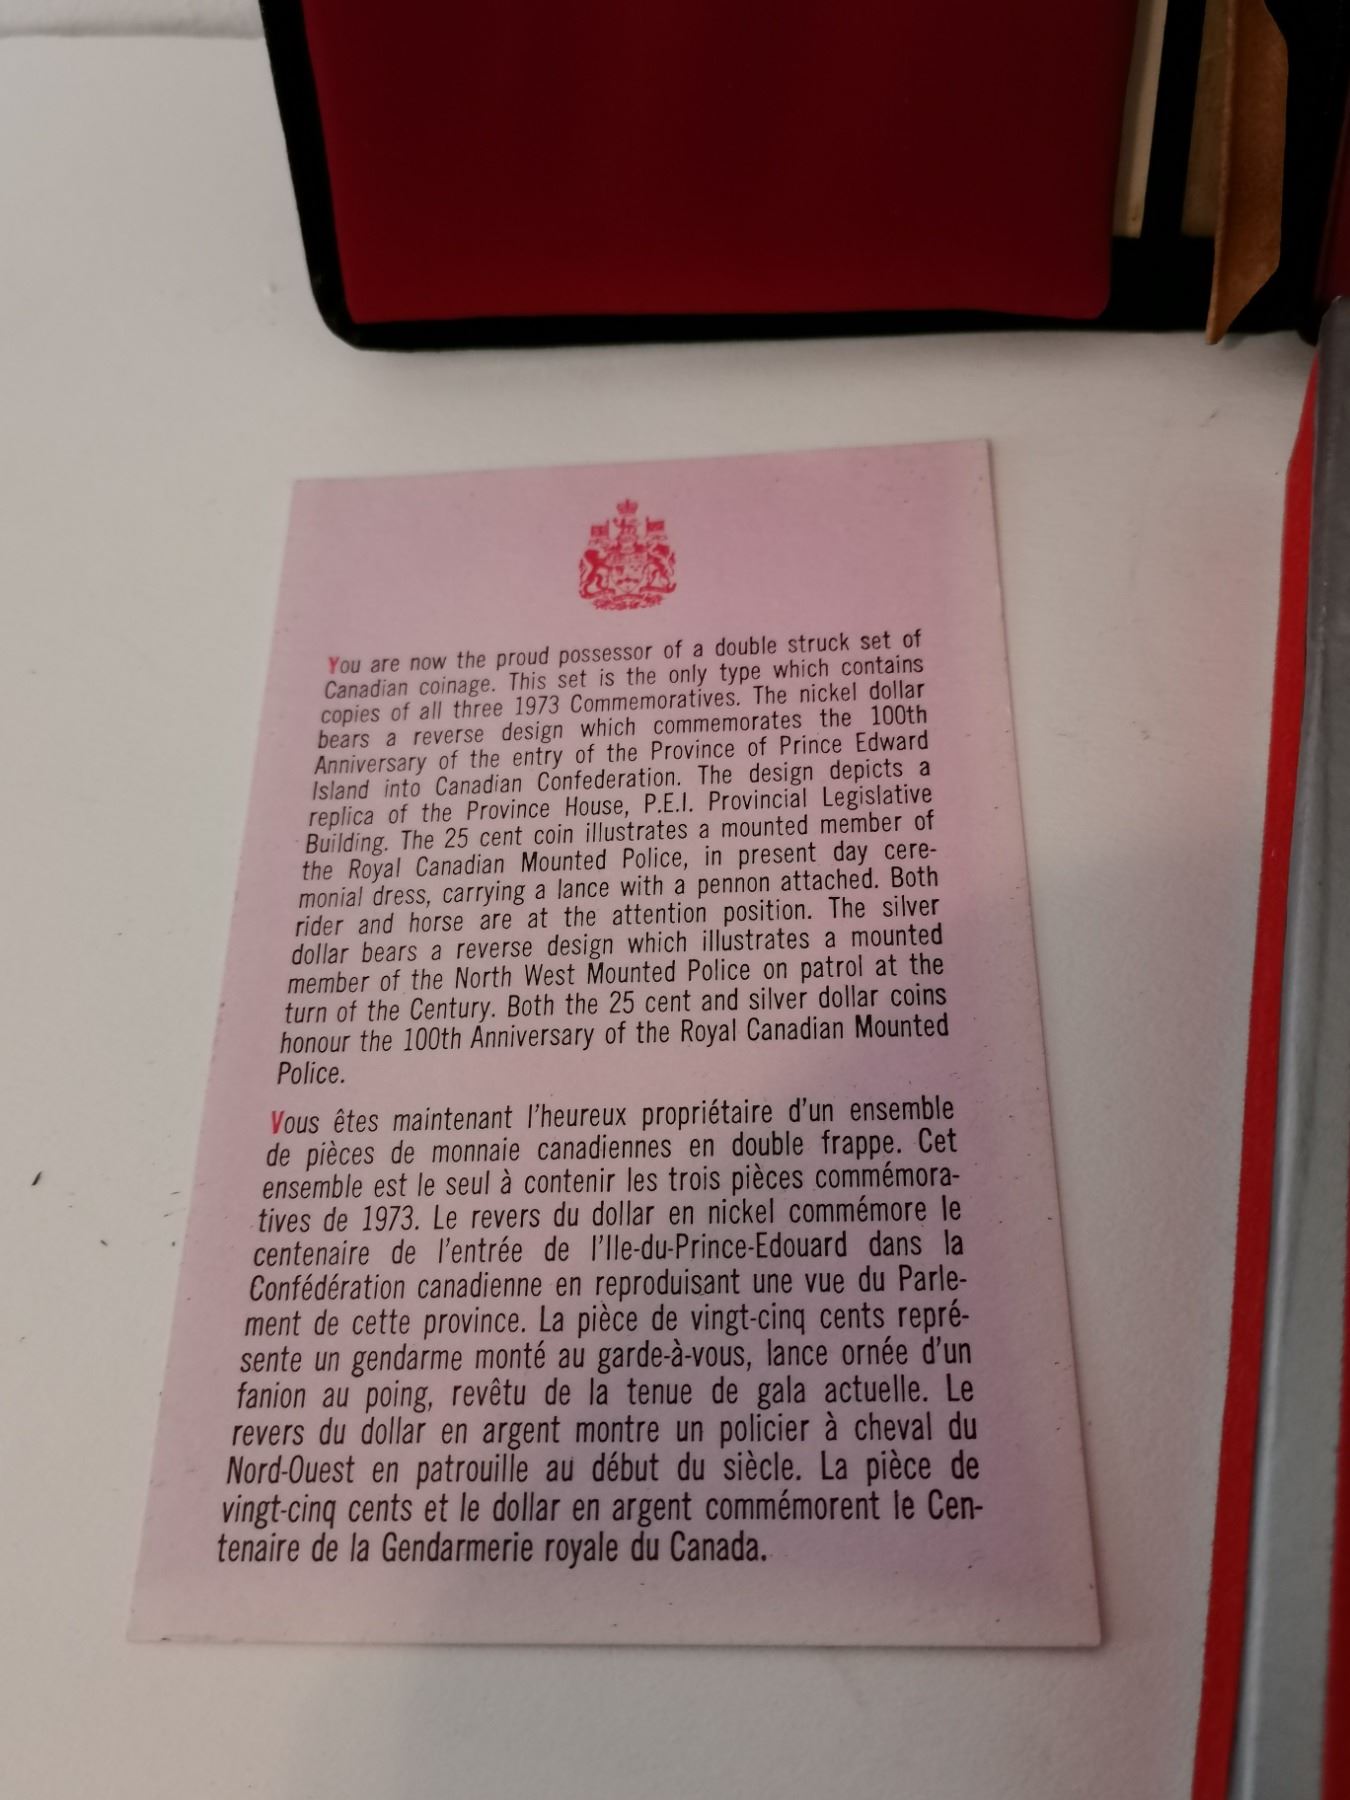 You are now the proud possessor of a double struck set of
Canadian coinage. This set is the only type which contains
copies of all three 1973 Commemoratives. The nickel dollar
bears a reverse design which commemorates the 100th
Anniversary of the entry of the Province of Prince Edward
Island into Canadian Confederation. The design depicts a
replica of the Province House, P.E.I. Provincial Legislative
Building. The 25 cent coin illustrates a mounted member of
the Royal Canadian Mounted Police, in present day cere-
monial dress, carrying a lance with a pennon attached. Both
rider and horse are at the attention position. The silver
dollar bears a reverse design which illustrates a mounted
member of the North West Mounted Police on patrol at the
turn of the Century. Both the 25 cent and silver dollar coins
honour the 100th Anniversary of the Royal Canadian Mounted
Police.
Vous êtes maintenant l'heureux propriétaire d'un ensemble
de pièces de monnaie canadiennes en double frappe. Cet
ensemble est le seul à contenir les trois pièces commémora-
tives de 1973. Le revers du dollar en nickel commémore le
centenaire de l'entrée de l'Ile-du-Prince-Edouard dans la
Confédération canadienne en reproduisant une vue du Parle-
ment de cette province. La pièce de vingt-cinq cents repré-
sente un gendarme monté au garde-à-vous, lance ornée d'un
fanion au poing, revêtu de la tenue de gala actuelle. Le
revers du dollar en argent montre un policier à cheval du
Nord-Ouest en patrouille au début du siècle. La pièce de
vingt-cinq cents et le dollar en argent commémorent le Cen-
tenaire de la Gendarmerie royale du Canada.